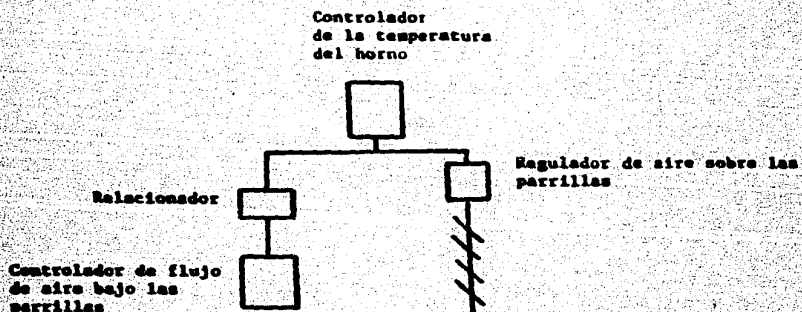 Controlador
de la temperatura
del horno
Regulador de aire sobre las
parrillas
Relacionador
Controlador de flujo
de aire bajo las
parrillas